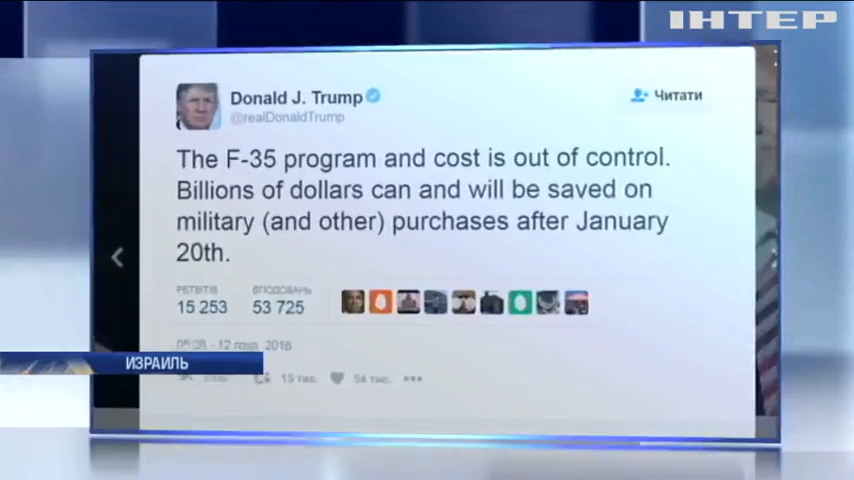 ІНТЕР
Donald J. Trump
@realDonaldTrump
Читати
The F-35 program and cost is out of control.
Billions of dollars can and will be saved on
military (and other) purchases after January
20th.
РЕТВІТІВ ВПОДОБАНЬ
15 253 53 725
12 2016
ИЗРАИЛЬ
15 тис. 54 тис.